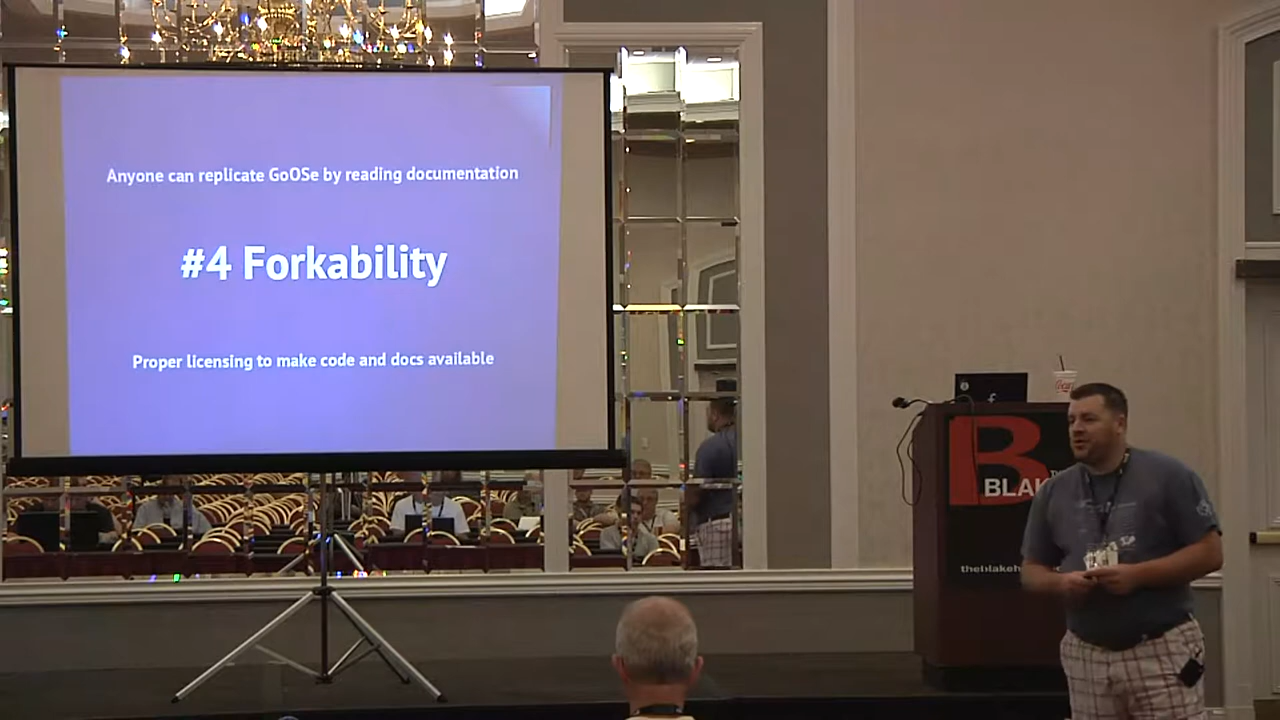 Anyone can replicate GoOSe by reading documentation
#4 Forkability
Proper licensing to make code and docs available
B
BLAK